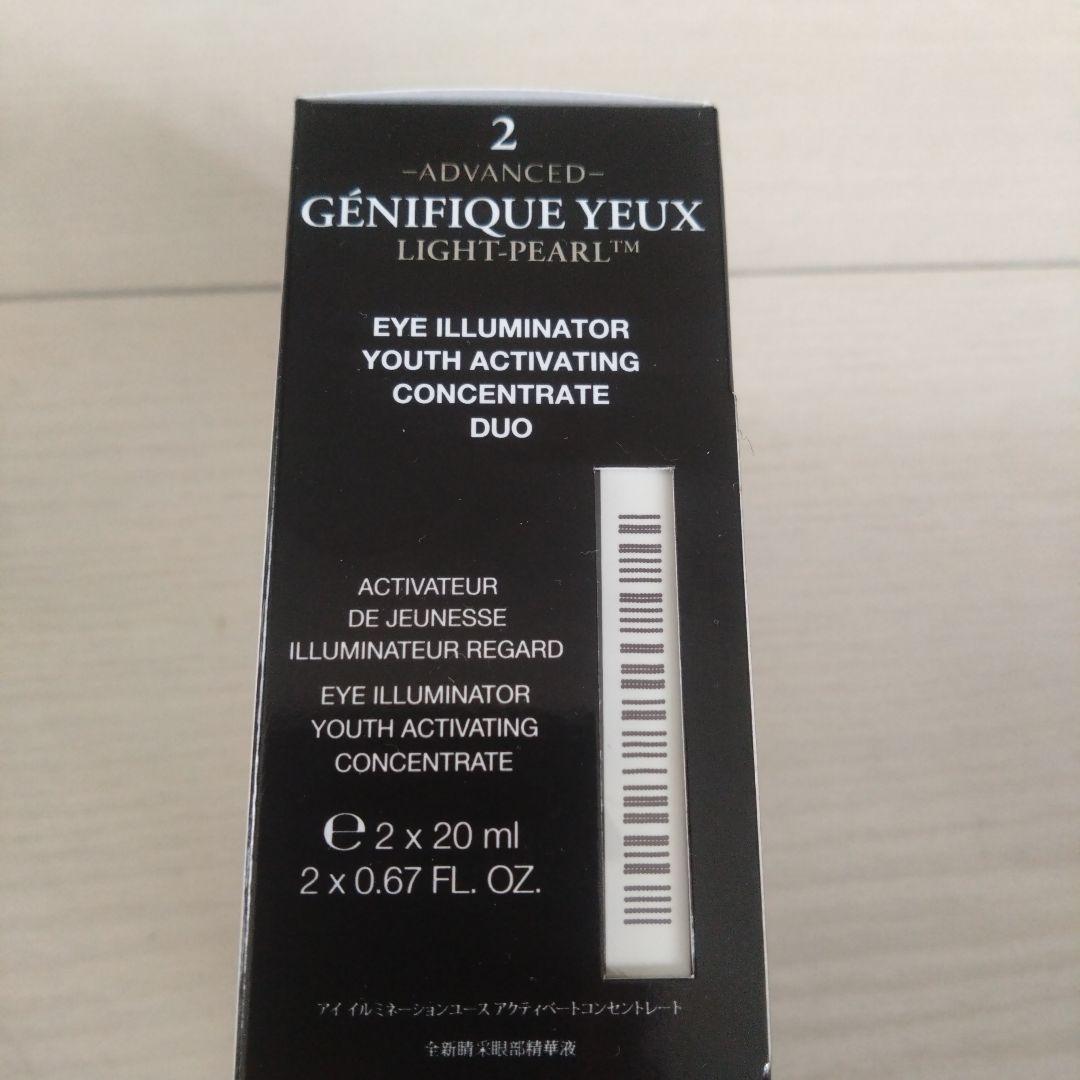 2
-ADVANCED-
GÉNIFIQUE YEUX
LIGHT-PEARL™
EYE ILLUMINATOR
YOUTH ACTIVATING
CONCENTRATE
DUO
ACTIVATEUR
DE JEUNESSE
ILLUMINATEUR REGARD
EYE ILLUMINATOR
YOUTH ACTIVATING
CONCENTRATE
℮ 2 x 20 ml
2 x 0.67 FL. OZ.
アイ イルミネーションユース アクティベートコンセントレート
全新睛采眼部精華液